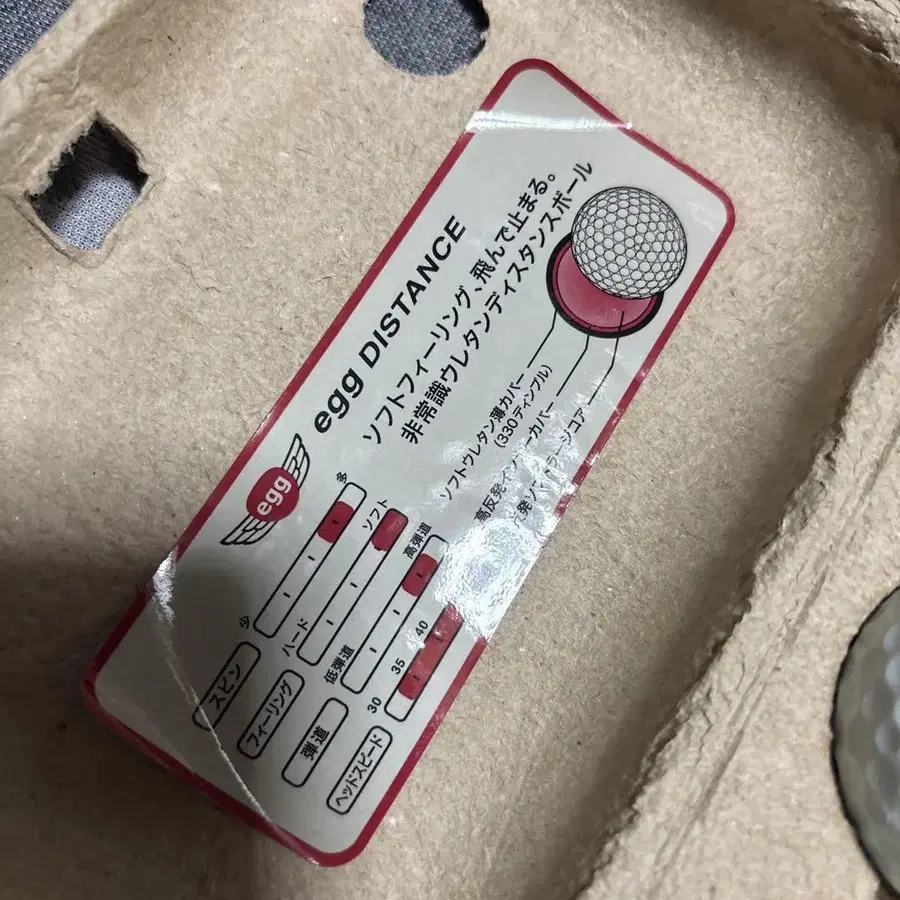 egg
egg DISTANCE
ソフトフィーリング、飛んで止まる。
非常識ウレタンディスタンスボール
ソフトウレタン薄カバー
(330ディンプル)
スピン
少
多
フィーリング
ハード
ソフト
弾道
低弾道
高弾道
ヘッドスピード
30
35
40